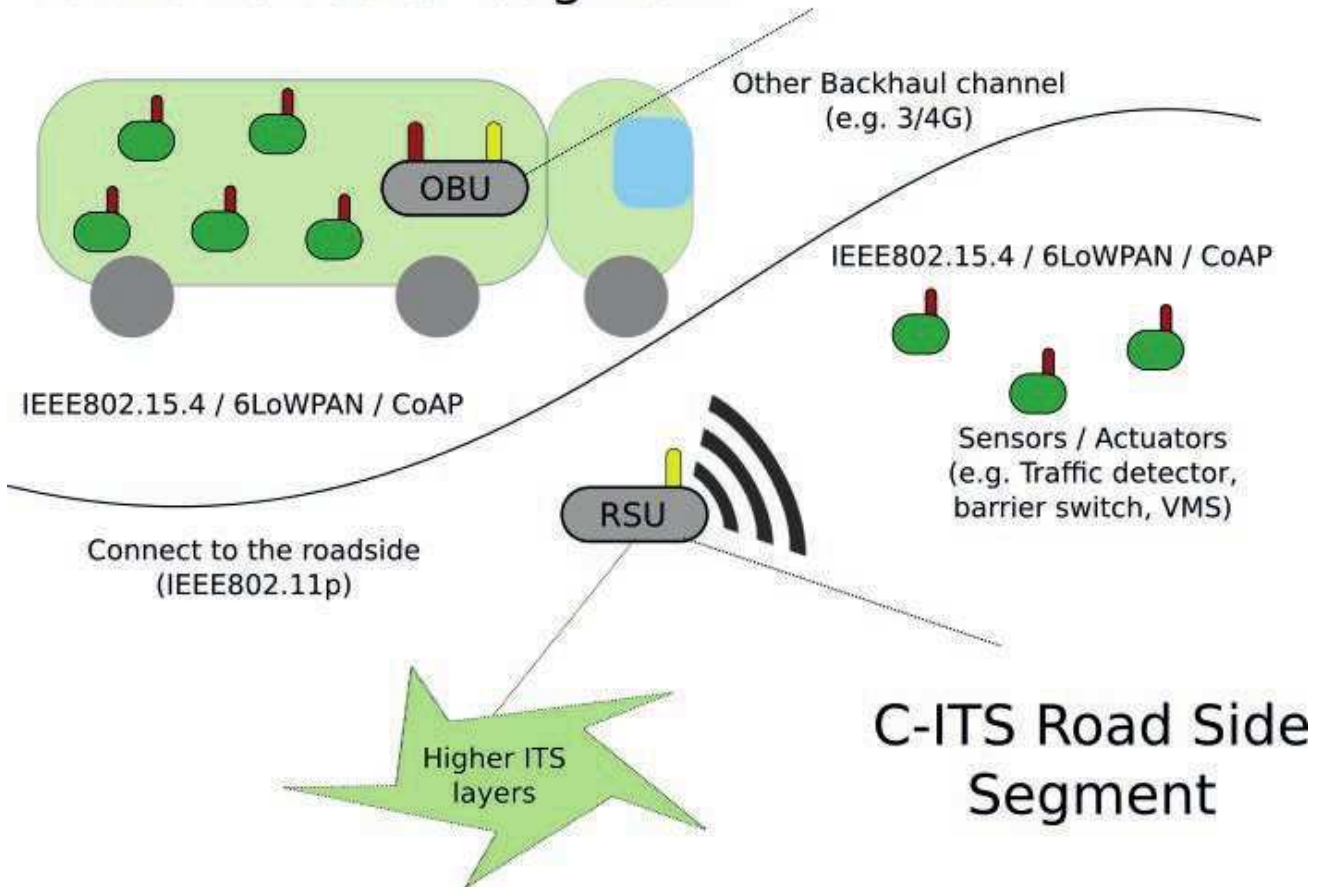 Other Backhaul channel
(e.g. 3/4G)
OBU
IEEE802.15.4 / 6LoWPAN / CoAP
IEEE802.15.4 / 6LoWPAN / CoAP
Sensors / Actuators
(e.g. Traffic detector,
barrier switch, VMS)
RSU
Connect to the roadside
(IEEE802.11p)
Higher ITS
layers
C-ITS Road Side
Segment